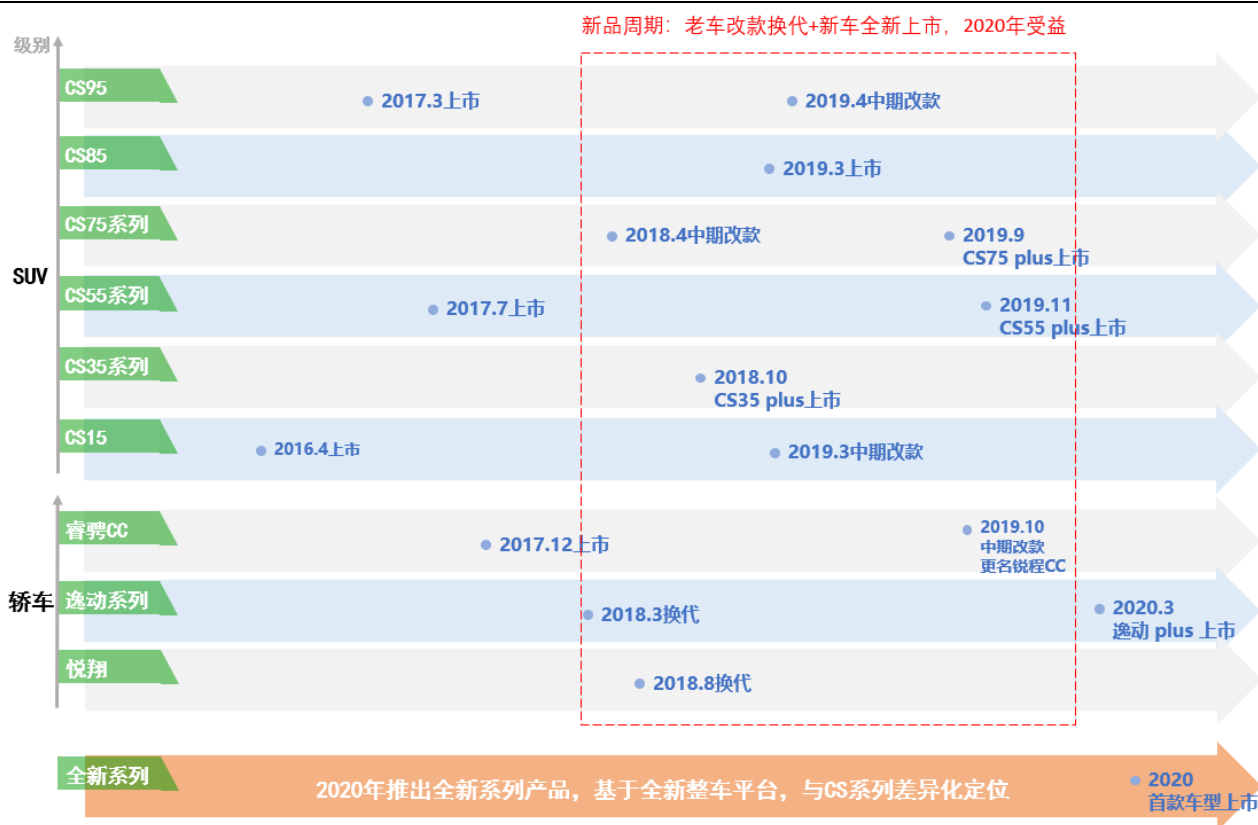 新品周期：老车改款换代+新车全新上市，2020年受益
级别
CS95
2017.3上市
2019.4中期改款
CS85
2019.3上市
CS75系列
2018.4中期改款
2019.9
CS75 plus上市
SUV
CS55系列
2017.7上市
2019.11
CS55 plus上市
CS35系列
2018.10
CS35 plus上市
CS15
2016.4上市
2019.3中期改款
睿骋CC
2017.12上市
2019.10
中期改款
更名锐程CC
轿车
逸动系列
2018.3换代
2020.3
逸动 plus 上市
悦翔
2018.8换代
全新系列
2020年推出全新系列产品，基于全新整车平台，与CS系列差异化定位
2020
首款车型上市